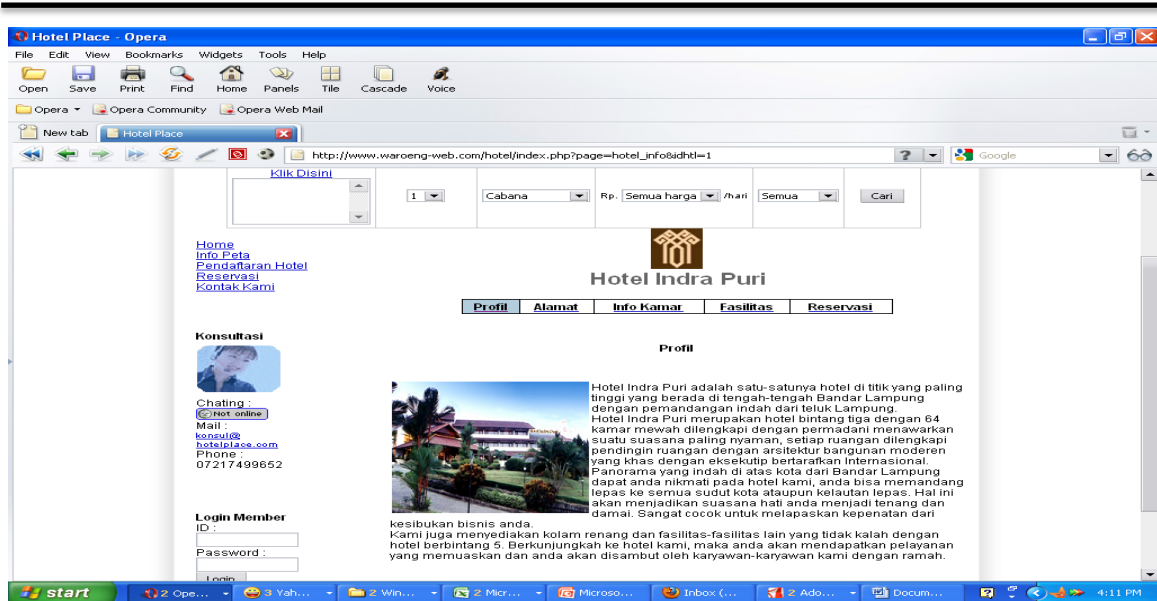 Hotel Place - Opera
File Edit View Bookmarks Widgets Tools Help
Open Save Print Find Home Panels Tile Cascade Voice
Opera Opera Community Opera Web Mail
New tab Hotel Place
http://www.waroeng-web.com/hotel/index.php?page=hotel_info&idhtl=1 ? Google
Klik Disini
1 Cabana Rp. Semua harga /hari Semua Cari
Home
Info Peta
Pendaftaran Hotel
Reservasi
Kontak Kami
Hotel Indra Puri
Profil Alamat Info Kamar Fasilitas Reservasi
Konsultasi
Chating :
Not online
Mail :
konsul@
hotelplace.com
Phone :
07217499652
Login Member
ID :
Password :
Login
Profil
Hotel Indra Puri adalah satu-satunya hotel di titik yang paling
tinggi yang berada di tengah-tengah Bandar Lampung
dengan pemandangan indah dari teluk Lampung.
Hotel Indra Puri merupakan hotel bintang tiga dengan 64
kamar mewah dilengkapi dengan permadani menawarkan
suatu suasana paling nyaman, setiap ruangan dilengkapi
pendingin ruangan dengan arsitektur bangunan moderen
yang khas dengan eksekutip bertarafkan Internasional.
Panorama yang indah di atas kota dari Bandar Lampung
dapat anda nikmati pada hotel kami, anda bisa memandang
lepas ke semua sudut kota ataupun kelautan lepas. Hal ini
akan menjadikan suasana hati anda menjadi tenang dan
damai. Sangat cocok untuk melapaskan kepenatan dari
kesibukan bisnis anda.
Kami juga menyediakan kolam renang dan fasilitas-fasilitas lain yang tidak kalah dengan
hotel berbintang 5. Berkunjungkah ke hotel kami, maka anda akan mendapatkan pelayanan
yang memuaskan dan anda akan disambut oleh karyawan-karyawan kami dengan ramah.
start 2 Ope... 3 Yah... 2 Win... 2 Micr... Microso... Inbox (... 2 Ado... Docum... 4:11 PM